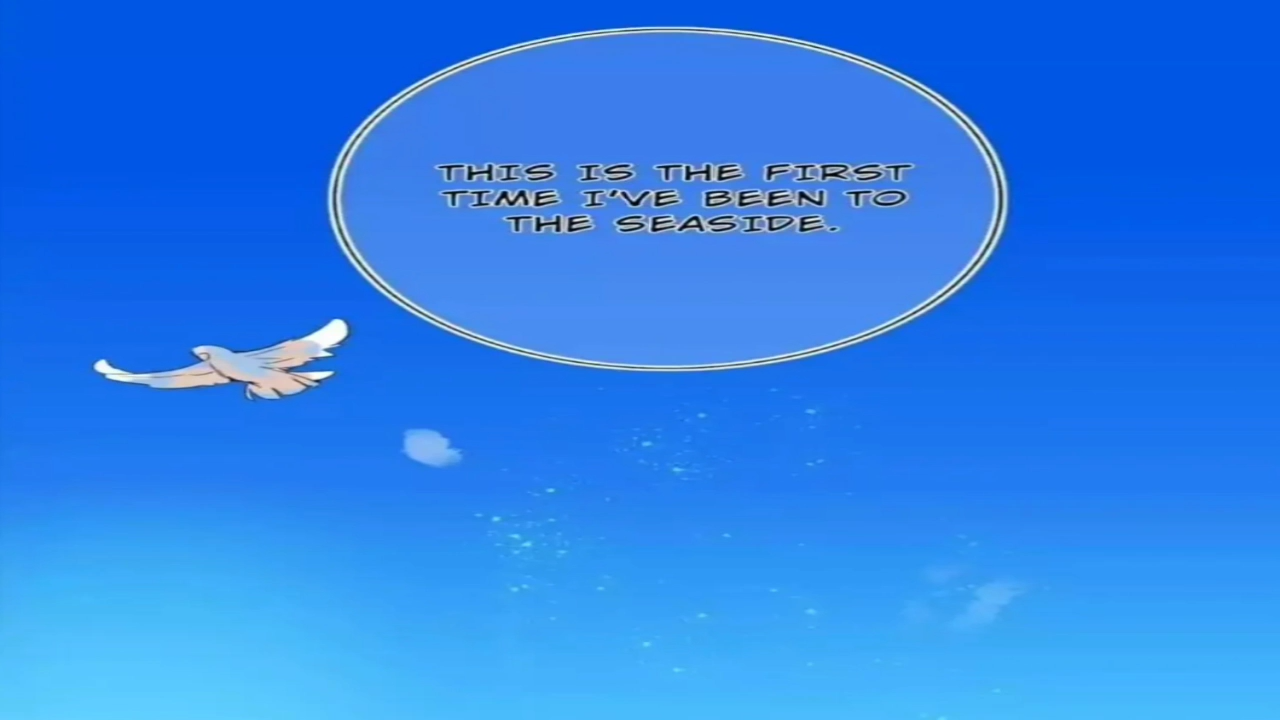 THIS IS THE FIRST
TIME I'VE BEEN TO
THE SEASIDE.